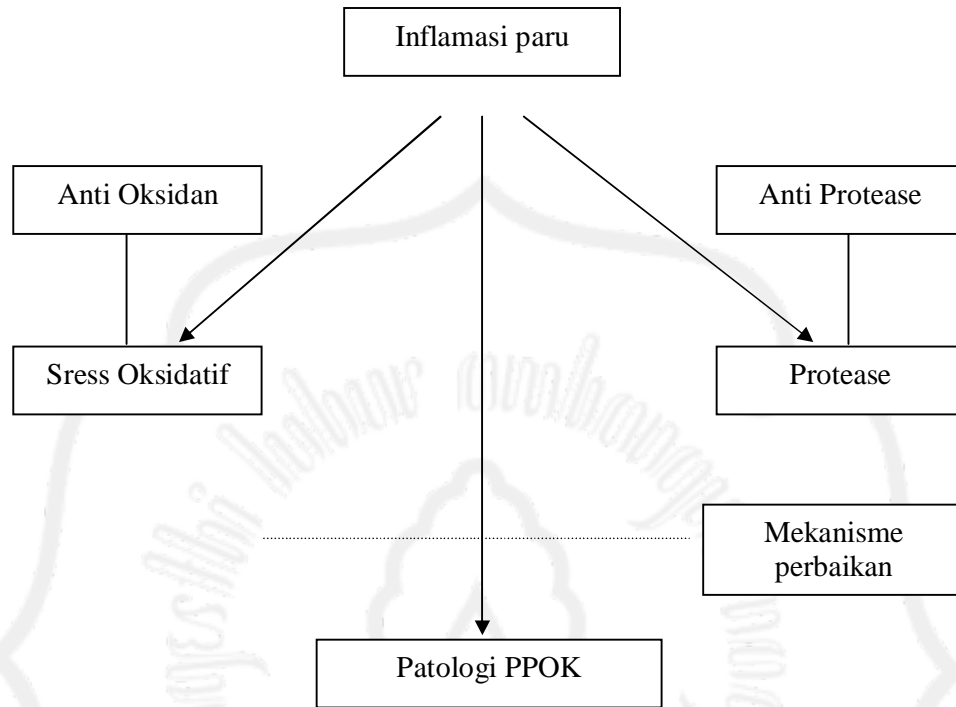 Inflamasi paru
Anti Oksidan
Anti Protease
Sress Oksidatif
Protease
Mekanisme
perbaikan
Patologi PPOK